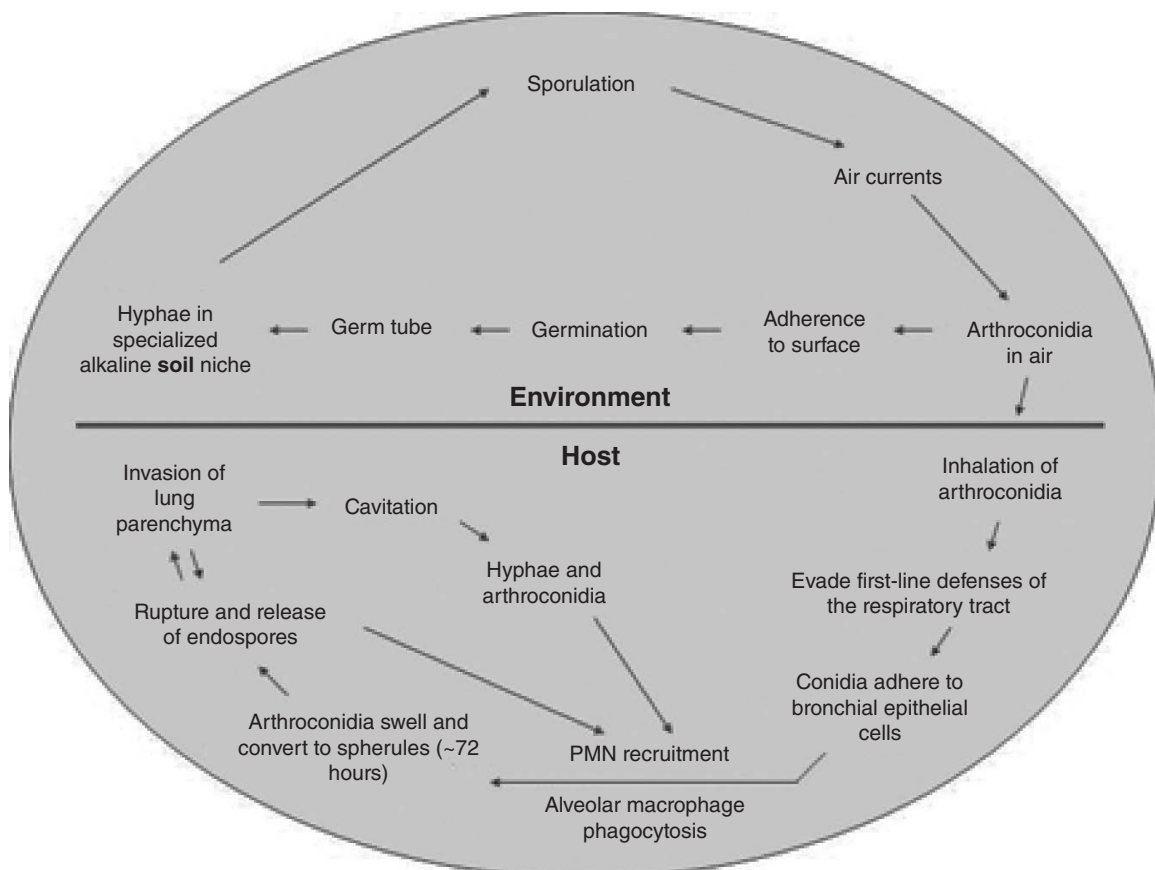 Sporulation
Air currents
Hyphae in
specialized
alkaline soil niche
Germ tube
Germination
Adherence
to surface
Arthroconidia
in air
Environment
Host
Invasion of
lung
parenchyma
Cavitation
Hyphae and
arthroconidia
Inhalation of
arthroconidia
Evade first-line defenses of
the respiratory tract
Rupture and release
of endospores
Conidia adhere to
bronchial epithelial
cells
Arthroconidia swell and
convert to spherules (~72
hours)
PMN recruitment
Alveolar macrophage
phagocytosis